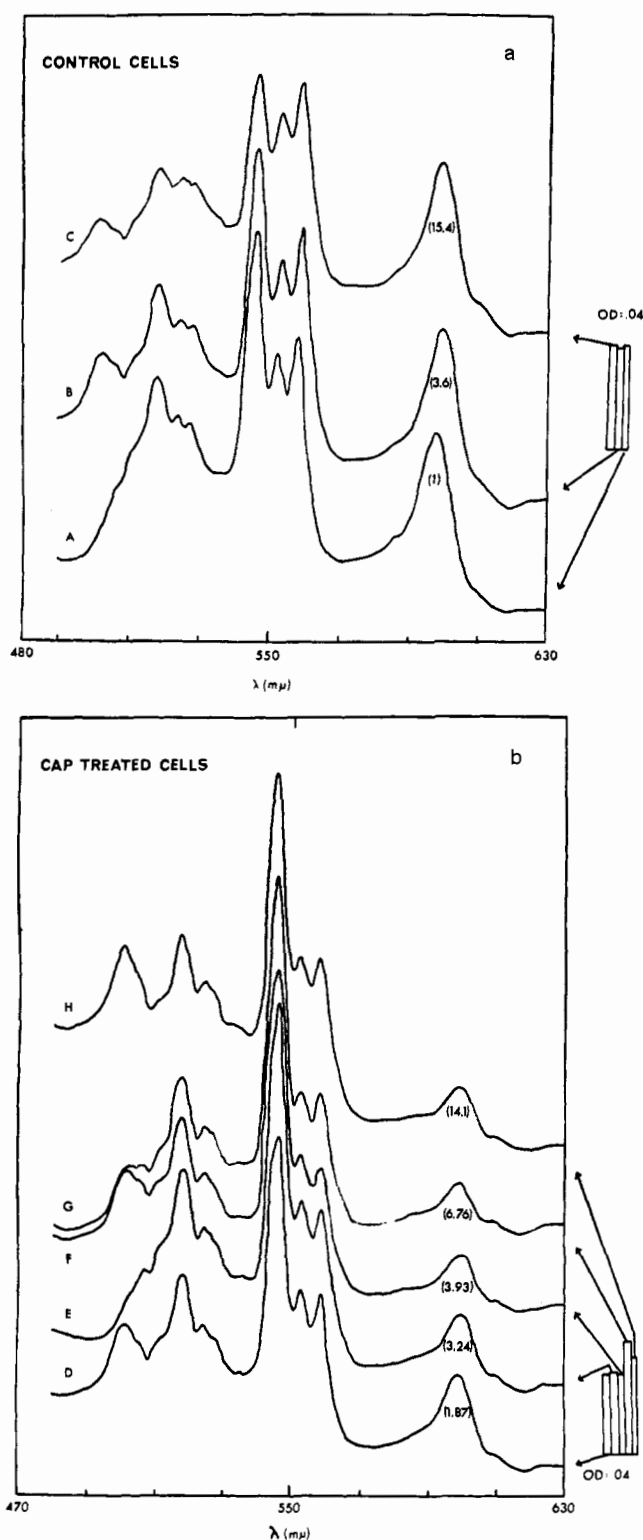 CONTROL CELLS
a
C
(15.4)
OD:.04
B
(3.6)
A
(1)
480
550
630
λ (mμ)
CAP TREATED CELLS
b
H
(14.1)
G
(6.76)
F
(3.93)
E
(3.24)
D
(1.87)
OD: 04
470
550
630
λ (mμ)